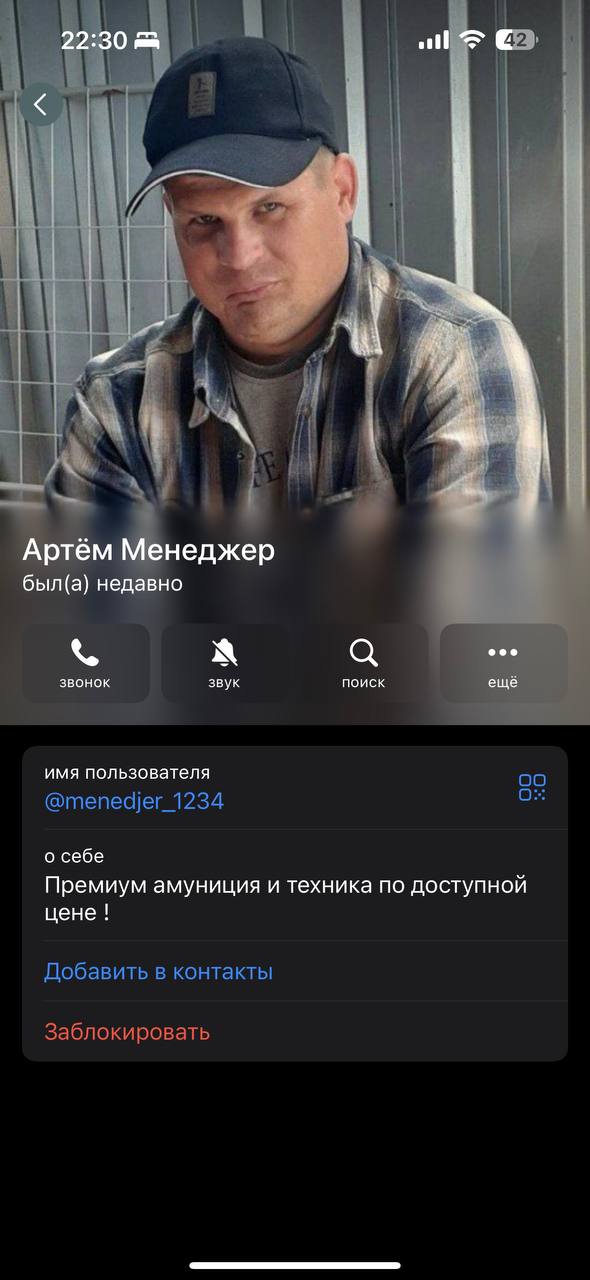 22:30
42
Артём Менеджер
был(а) недавно
звонок
звук
поиск
ещё
имя пользователя
@menedjer_1234
о себе
Премиум амуниция и техника по доступной
цене !
Добавить в контакты
Заблокировать